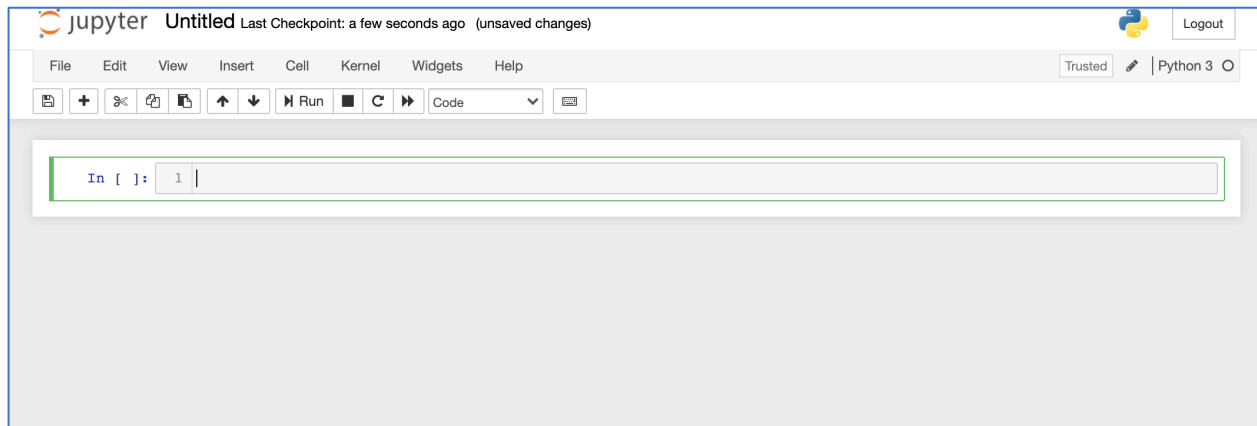 jupyter Untitled Last Checkpoint: a few seconds ago (unsaved changes)
Logout
File Edit View Insert Cell Kernel Widgets Help
Trusted Python 3
Run Code
In [ ]: 1